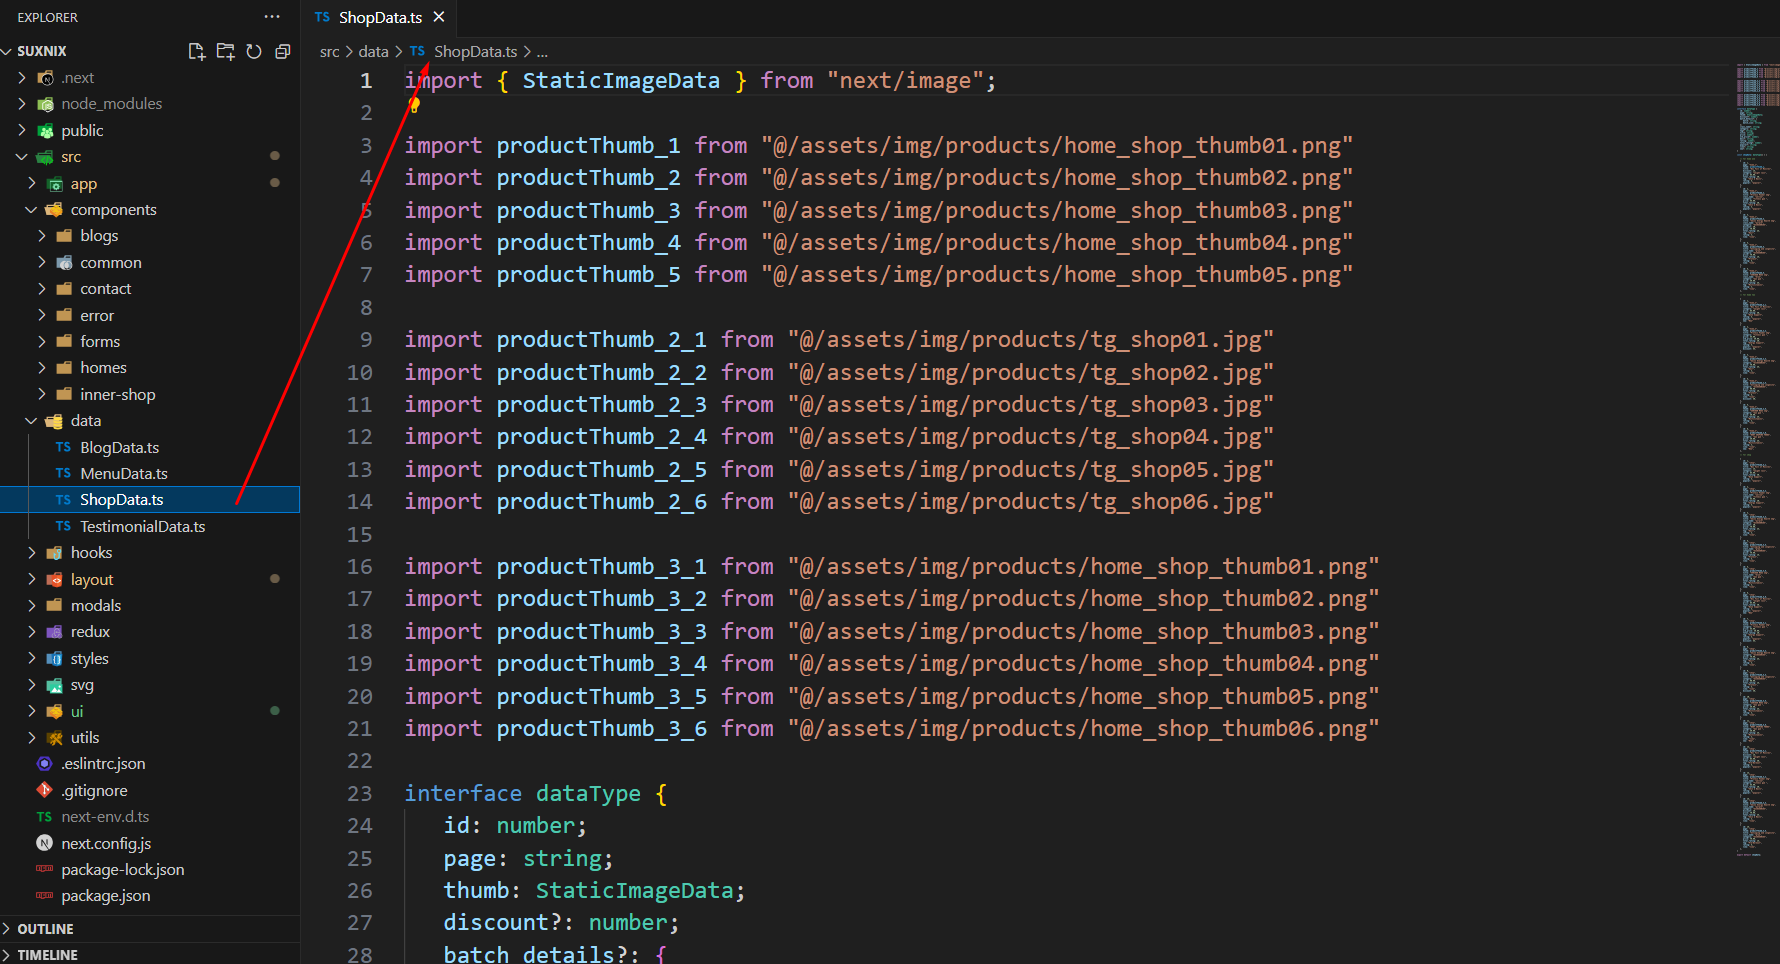 EXPLORER
···
SUXNIX
.next
node_modules
public
src
app
components
blogs
common
contact
error
forms
homes
inner-shop
data
TS BlogData.ts
TS MenuData.ts
TS ShopData.ts
TS TestimonialData.ts
hooks
layout
modals
redux
styles
svg
ui
utils
.eslintrc.json
.gitignore
TS next-env.d.ts
N next.config.js
package-lock.json
package.json
OUTLINE
TIMELINE
TS ShopData.ts ×
src > data > TS ShopData.ts > ...
1 import { StaticImageData } from "next/image";
2
3 import productThumb_1 from "@/assets/img/products/home_shop_thumb01.png"
4 import productThumb_2 from "@/assets/img/products/home_shop_thumb02.png"
5 import productThumb_3 from "@/assets/img/products/home_shop_thumb03.png"
6 import productThumb_4 from "@/assets/img/products/home_shop_thumb04.png"
7 import productThumb_5 from "@/assets/img/products/home_shop_thumb05.png"
8
9 import productThumb_2_1 from "@/assets/img/products/tg_shop01.jpg"
10 import productThumb_2_2 from "@/assets/img/products/tg_shop02.jpg"
11 import productThumb_2_3 from "@/assets/img/products/tg_shop03.jpg"
12 import productThumb_2_4 from "@/assets/img/products/tg_shop04.jpg"
13 import productThumb_2_5 from "@/assets/img/products/tg_shop05.jpg"
14 import productThumb_2_6 from "@/assets/img/products/tg_shop06.jpg"
15
16 import productThumb_3_1 from "@/assets/img/products/home_shop_thumb01.png"
17 import productThumb_3_2 from "@/assets/img/products/home_shop_thumb02.png"
18 import productThumb_3_3 from "@/assets/img/products/home_shop_thumb03.png"
19 import productThumb_3_4 from "@/assets/img/products/home_shop_thumb04.png"
20 import productThumb_3_5 from "@/assets/img/products/home_shop_thumb05.png"
21 import productThumb_3_6 from "@/assets/img/products/home_shop_thumb06.png"
22
23 interface dataType {
24 id: number;
25 page: string;
26 thumb: StaticImageData;
27 discount?: number;
28 batch_details?: {